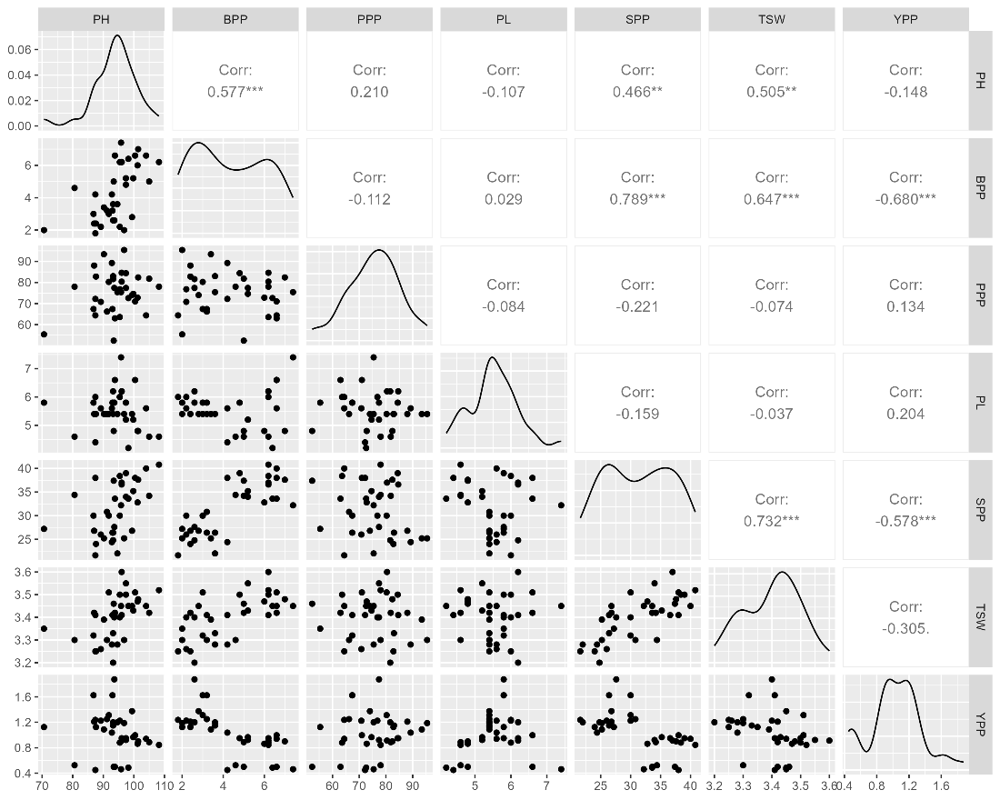 PH BPP PPP PL SPP TSW YPP
0.06
0.04
0.02
0.00
Corr:
0.577***
Corr:
0.210
Corr:
-0.107
Corr:
0.466**
Corr:
0.505**
Corr:
-0.148
PH
6
4
2
Corr:
-0.112
Corr:
0.029
Corr:
0.789***
Corr:
0.647***
Corr:
-0.680***
BPP
90
80
70
60
Corr:
-0.084
Corr:
-0.221
Corr:
-0.074
Corr:
0.134
PPP
7
6
5
Corr:
-0.159
Corr:
-0.037
Corr:
0.204
PL
40
35
30
25
Corr:
0.732***
Corr:
-0.578***
SPP
3.6
3.5
3.4
3.3
3.2
Corr:
-0.305.
TSW
1.6
1.2
0.8
0.4
YPP
70 80 90 100 110 2 4 6 60 70 80 90 5 6 7 25 30 35 40 3.2 3.3 3.4 3.5 3.6 0.4 0.8 1.2 1.6